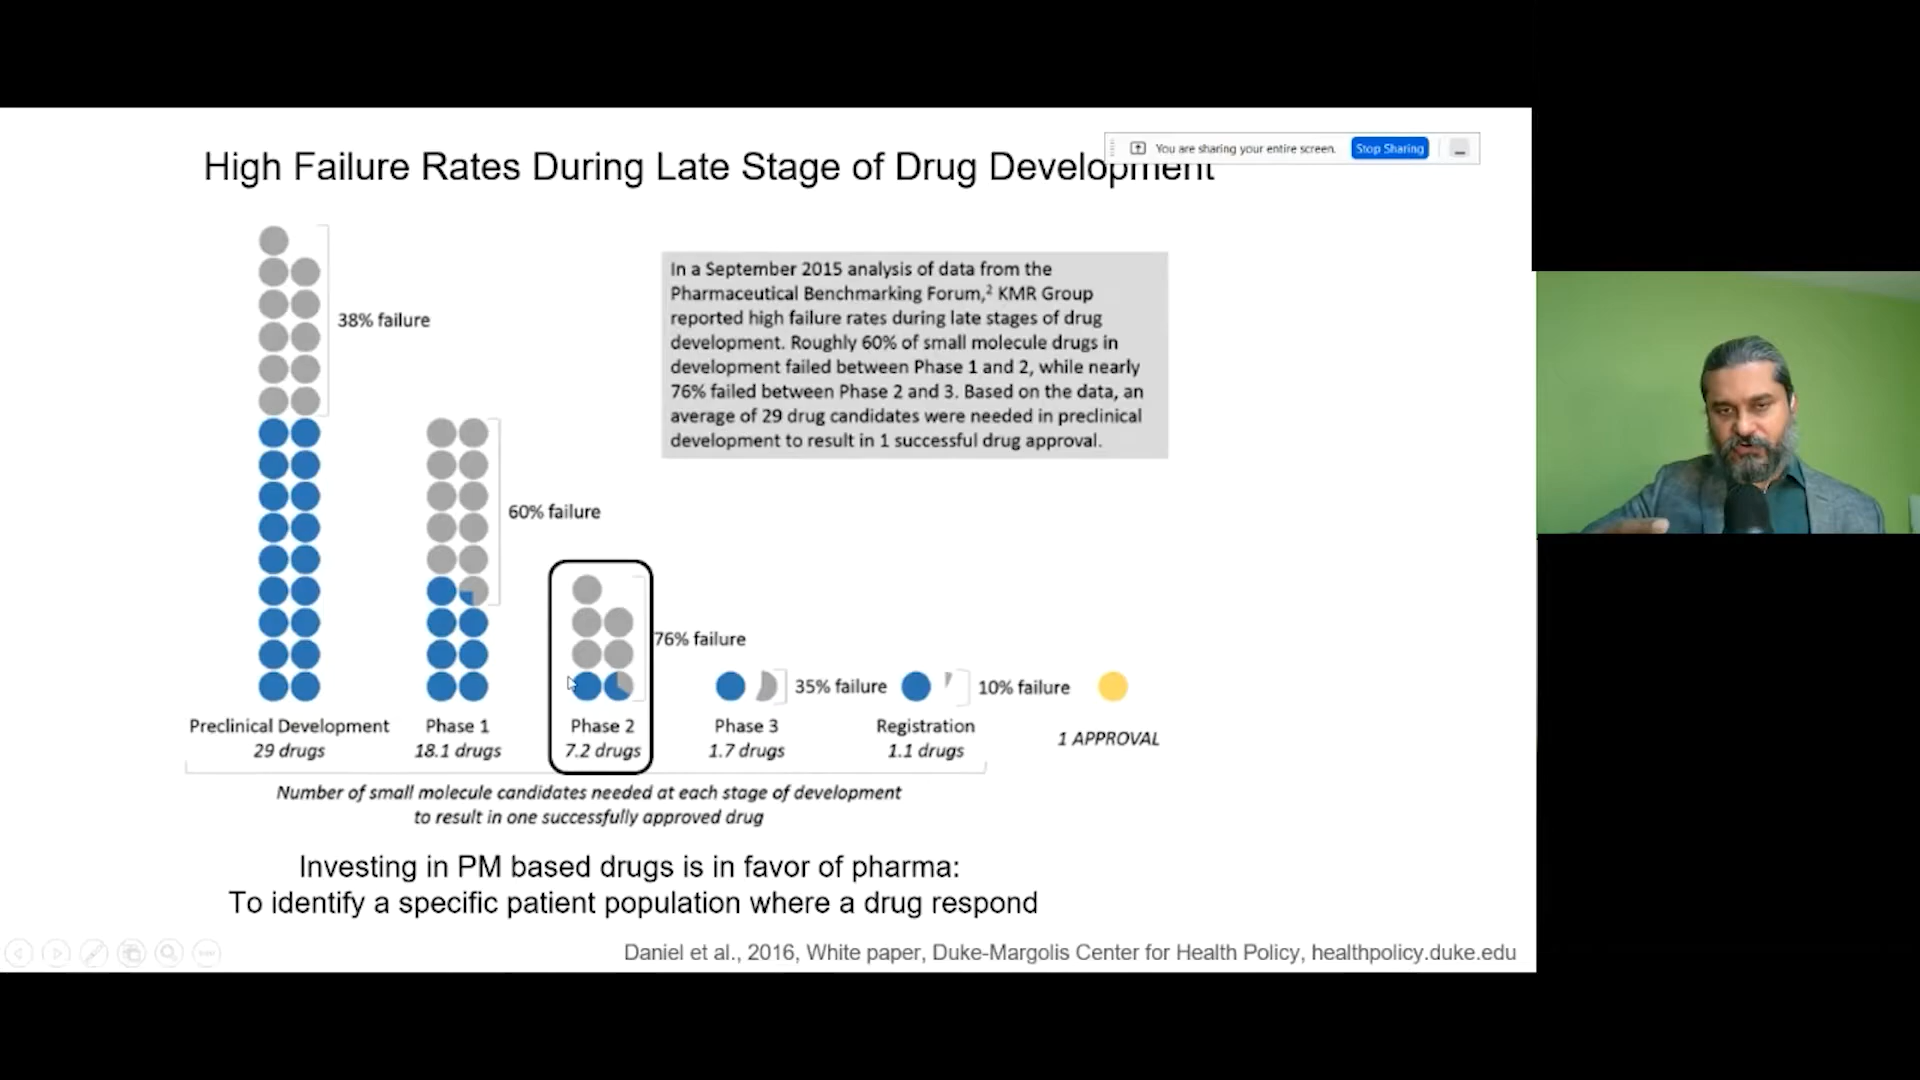 High Failure Rates During Late Stage of Drug Development
You are sharing your entire screen.
Stop Sharing
In a September 2015 analysis of data from the
Pharmaceutical Benchmarking Forum,² KMR Group
reported high failure rates during late stages of drug
development. Roughly 60% of small molecule drugs in
development failed between Phase 1 and 2, while nearly
76% failed between Phase 2 and 3. Based on the data, an
average of 29 drug candidates were needed in preclinical
development to result in 1 successful drug approval.
38% failure
60% failure
76% failure
35% failure
10% failure
Preclinical Development
29 drugs
Phase 1
18.1 drugs
Phase 2
7.2 drugs
Phase 3
1.7 drugs
Registration
1.1 drugs
1 APPROVAL
Number of small molecule candidates needed at each stage of development
to result in one successfully approved drug
Investing in PM based drugs is in favor of pharma:
To identify a specific patient population where a drug respond
Daniel et al., 2016, White paper, Duke-Margolis Center for Health Policy, healthpolicy.duke.edu